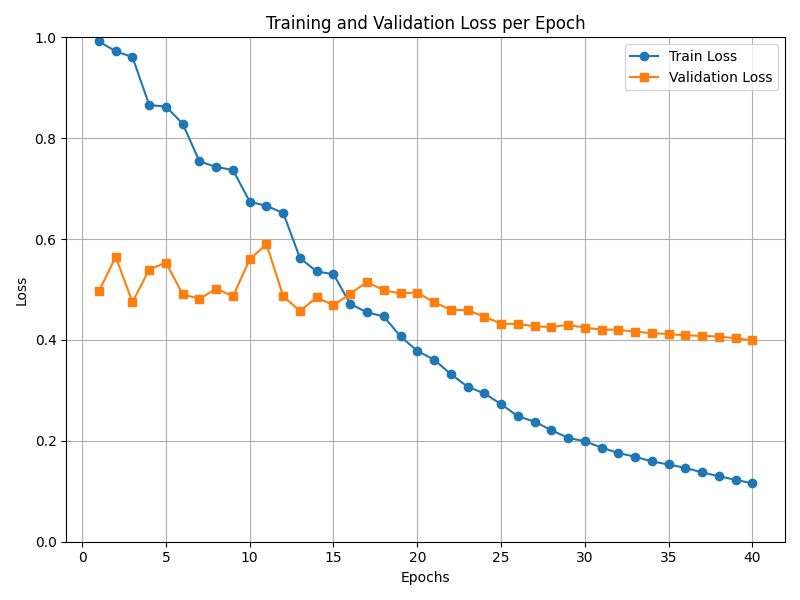 Training and Validation Loss per Epoch
Train Loss
Validation Loss
1.0
0.8
0.6
0.4
0.2
0.0
Loss
0 5 10 15 20 25 30 35 40
Epochs